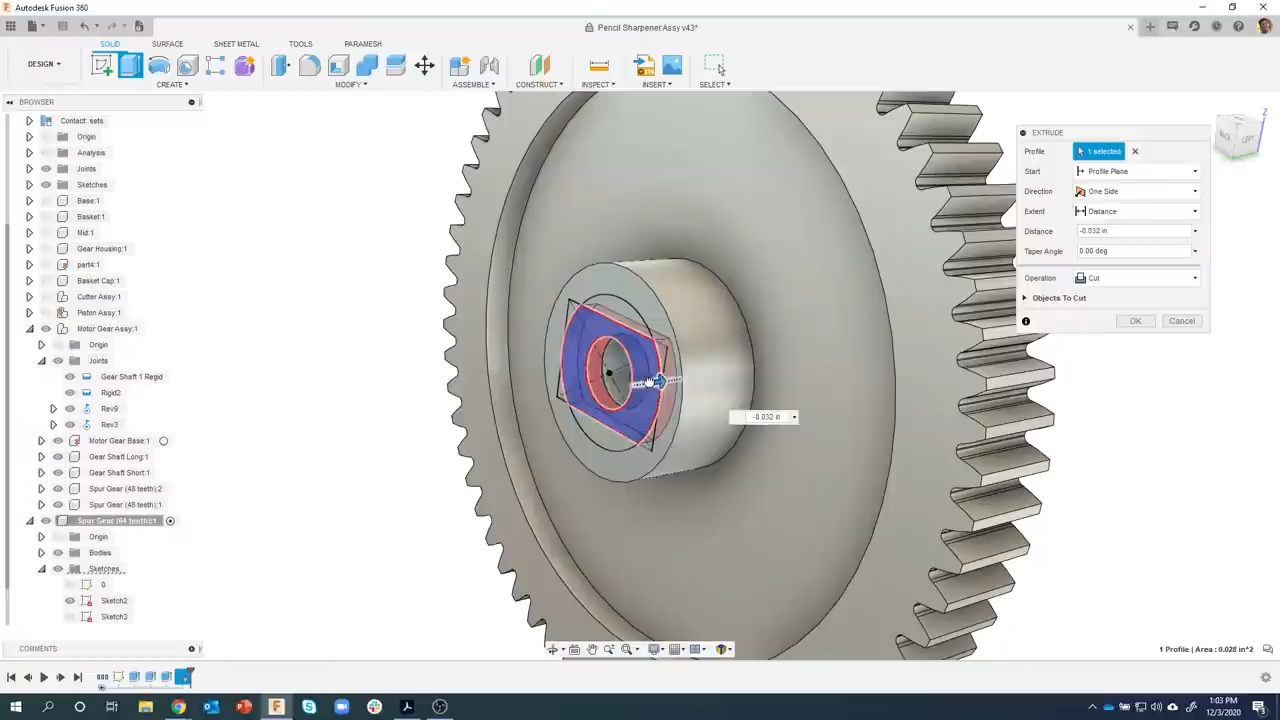 Autodesk Fusion 360
Pencil Sharpener Assy v43*
SOLID SURFACE SHEET METAL TOOLS PARAMESH
DESIGN
CREATE MODIFY ASSEMBLE CONSTRUCT INSPECT INSERT SELECT
BROWSER
Contact: sets
Origin
Analysis
Joints
Sketches
Base:1
Basket:1
Mid:1
Gear Housing:1
part4:1
Basket Cap:1
Cutter Assy:1
Piston Assy:1
Motor Gear Assy:1
Origin
Joints
Gear Shaft 1 Regid
Rigid2
Rev9
Rev3
Motor Gear Base:1
Gear Shaft Long:1
Gear Shaft Short:1
Spur Gear (48 teeth):2
Spur Gear (48 teeth):1
Spur Gear (64 teeth):1
Origin
Bodies
Sketches
0
Sketch2
Sketch3
COMMENTS
EXTRUDE
Profile 1 selected
Start Profile Plane
Direction One Side
Extent Distance
Distance -0.032 in
Taper Angle 0.00 deg
Operation Cut
Objects To Cut
OK Cancel
BACK LEFT
Z
-0.032 in
1 Profile | Area : 0.028 in^2
1:03 PM
12/3/2020